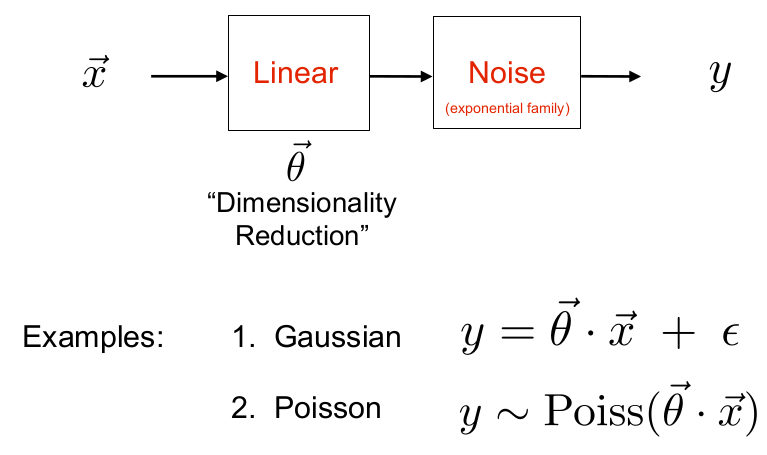 $\vec{x}$ Linear Noise $y$
(exponential family)
$\vec{\theta}$
“Dimensionality
Reduction”
Examples: 1. Gaussian $y = \vec{\theta} \cdot \vec{x} + \epsilon$
2. Poisson $y \sim \text{Poiss}(\vec{\theta} \cdot \vec{x})$